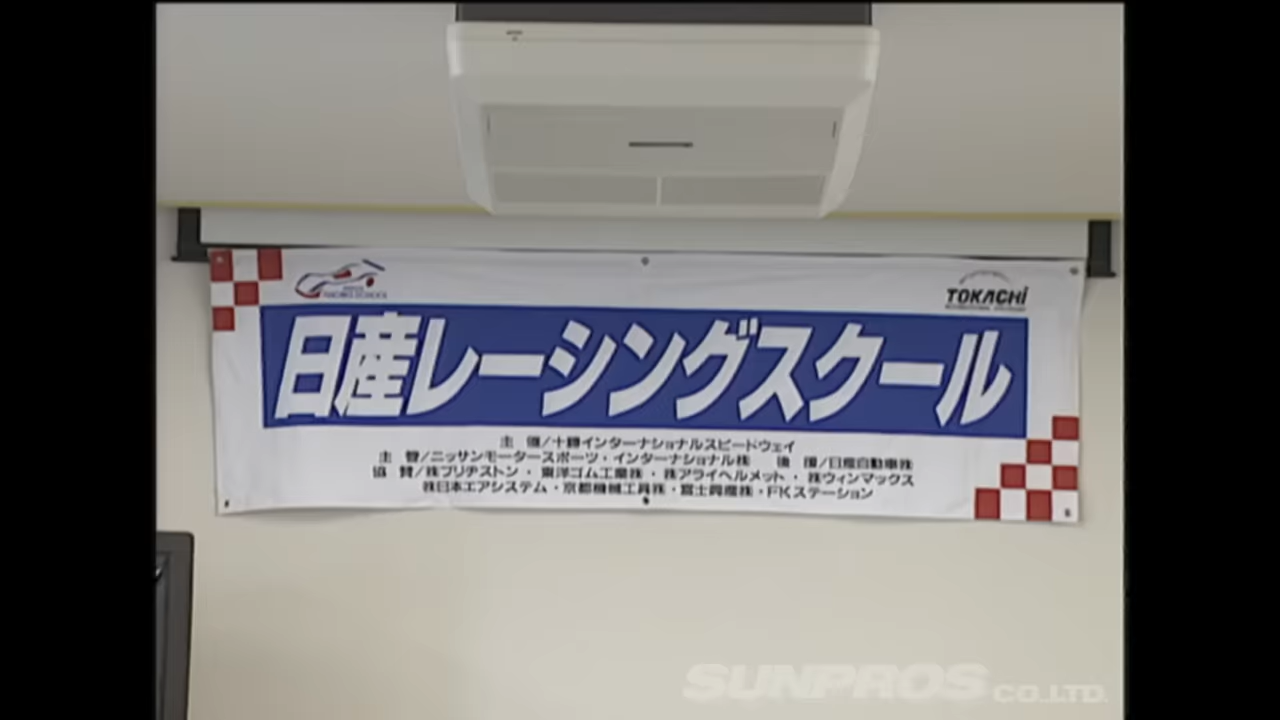 TOKACHI
日産レーシングスクール
主 催/十勝インターナショナルスピードウェイ
主 管/ニッサンモータースポーツ・インターナショナル㈱ 後 援/日産自動車㈱
協 賛/㈱ブリヂストン・東洋ゴム工業㈱・㈱アライヘルメット・㈱ウィンマックス
㈱日本エアシステム・京都機械工具㈱・富士興産㈱・FKステーション
SUNPROS CO.LTD.